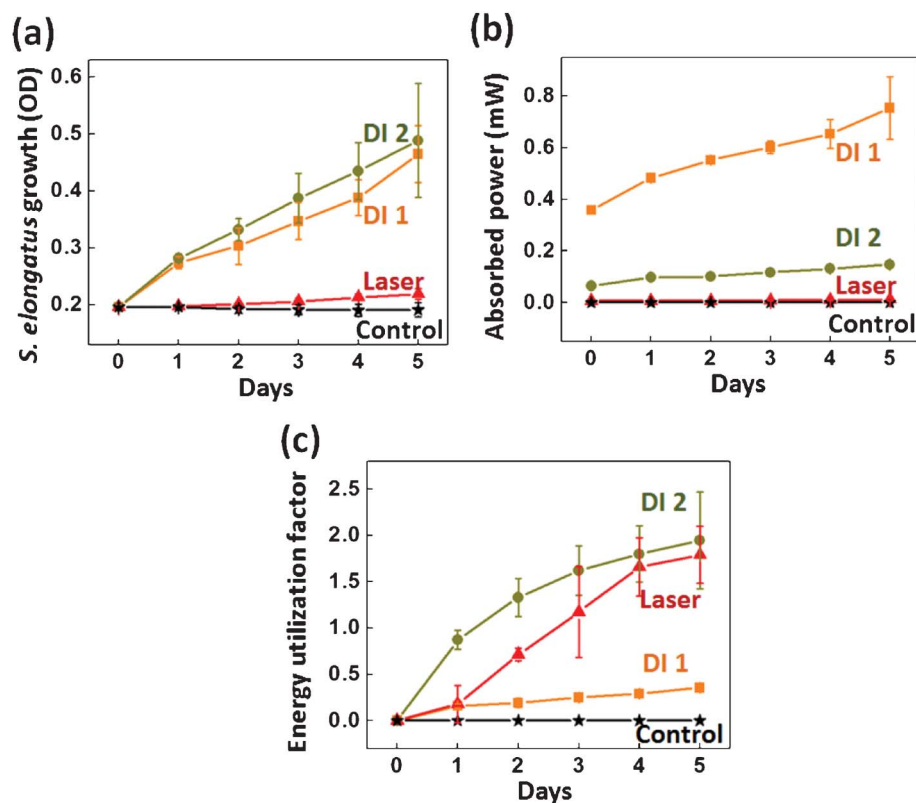 (a)
S. elongatus growth (OD)
0.6
0.5
0.4
0.3
0.2
DI 2
DI 1
Laser
Control
0 1 2 3 4 5
Days
(b)
Absorbed power (mW)
0.8
0.6
0.4
0.2
0.0
DI 1
DI 2
Laser
Control
0 1 2 3 4 5
Days
(c)
Energy utilization factor
2.5
2.0
1.5
1.0
0.5
0.0
DI 2
Laser
DI 1
Control
0 1 2 3 4 5
Days